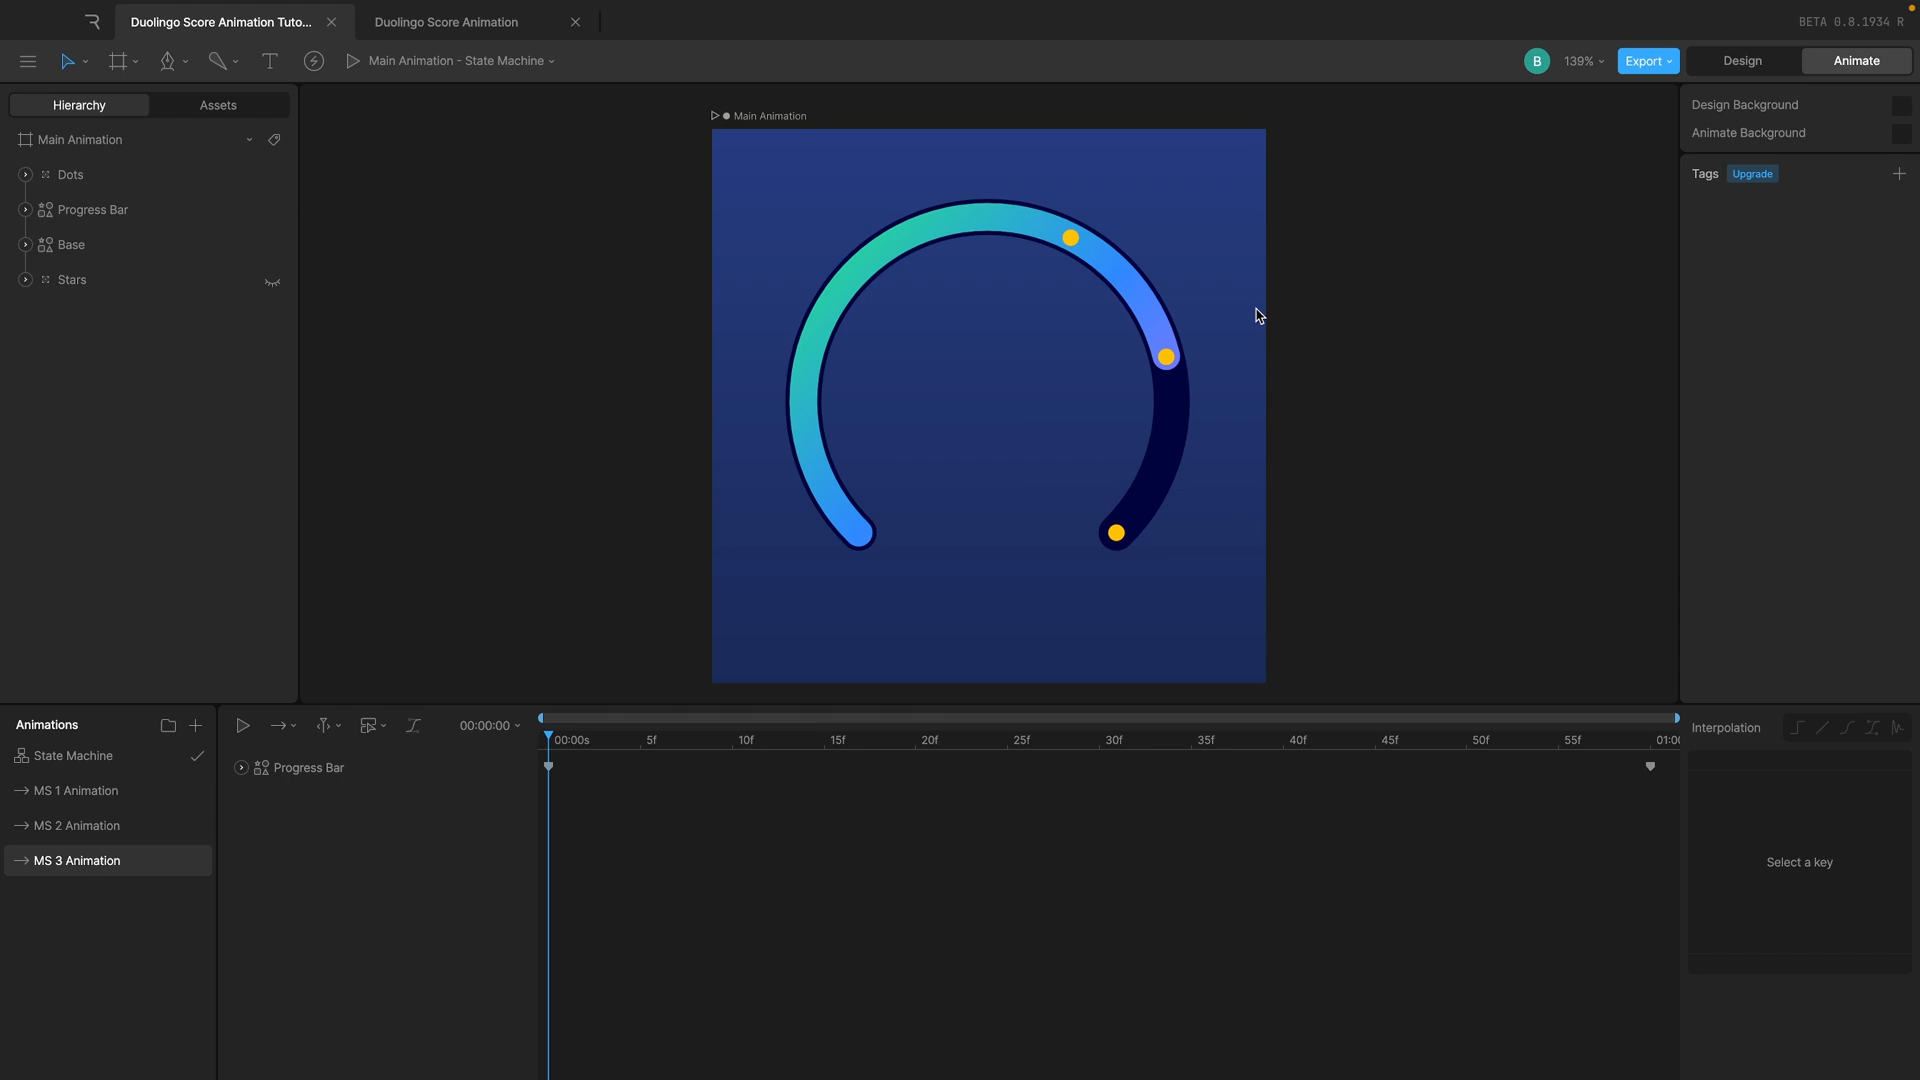 Duolingo Score Animation Tuto...
Duolingo Score Animation
BETA 0.8.1934 R
Main Animation - State Machine
B
139%
Export
Design
Animate
Hierarchy
Assets
Main Animation
Dots
Progress Bar
Base
Stars
Main Animation
Design Background
Animate Background
Tags
Upgrade
Animations
State Machine
MS 1 Animation
MS 2 Animation
MS 3 Animation
00:00:00
Progress Bar
00:00s 5f 10f 15f 20f 25f 30f 35f 40f 45f 50f 55f 01:0
Interpolation
Select a key